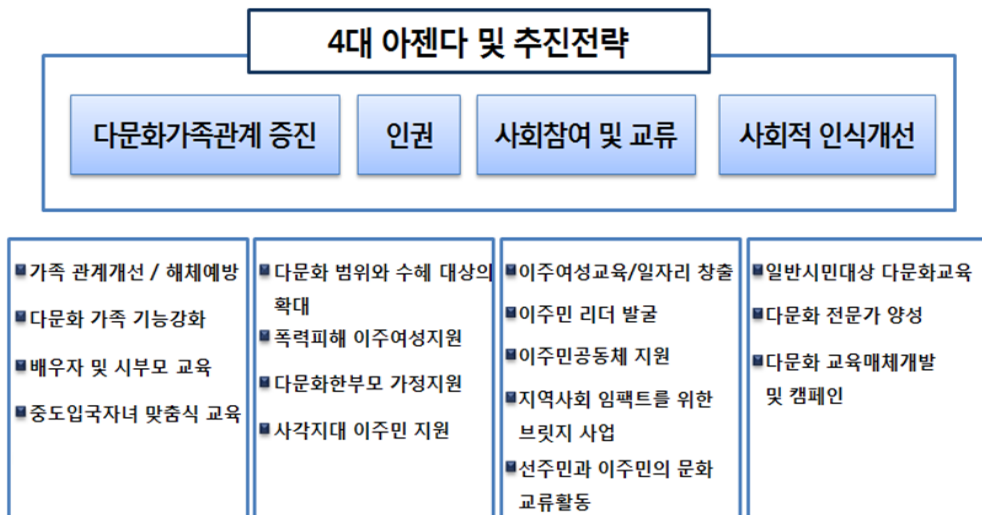 4대 아젠다 및 추진전략
다문화가족관계 증진
인권
사회참여 및 교류
사회적 인식개선
가족 관계개선 / 해체예방
다문화 가족 기능강화
배우자 및 시부모 교육
중도입국자녀 맞춤식 교육
다문화 범위와 수혜 대상의
확대
폭력피해 이주여성지원
다문화한부모 가정지원
사각지대 이주민 지원
이주여성교육/일자리 창출
이주민 리더 발굴
이주민공동체 지원
지역사회 임팩트를 위한
브릿지 사업
선주민과 이주민의 문화
교류활동
일반시민대상 다문화교육
다문화 전문가 양성
다문화 교육매체개발
및 캠페인